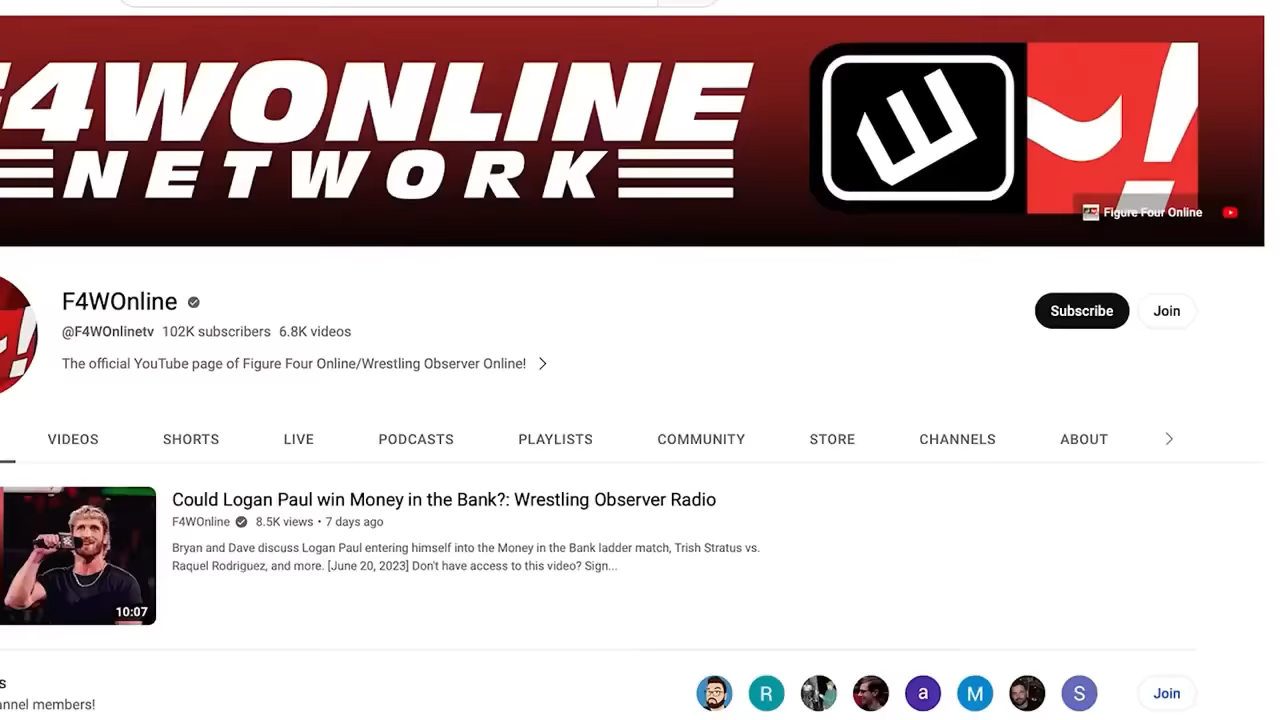 F4WONLINE
NETWORK
Figure Four Online
F4WOnline
@F4WOnlinetv 102K subscribers 6.8K videos
The official YouTube page of Figure Four Online/Wrestling Observer Online!
Subscribe
Join
VIDEOS SHORTS LIVE PODCASTS PLAYLISTS COMMUNITY STORE CHANNELS ABOUT
10:07
Could Logan Paul win Money in the Bank?: Wrestling Observer Radio
F4WOnline 8.5K views • 7 days ago
Bryan and Dave discuss Logan Paul entering himself into the Money in the Bank ladder match, Trish Stratus vs.
Raquel Rodriguez, and more. [June 20, 2023] Don't have access to this video? Sign...
R a M S
Join
members!